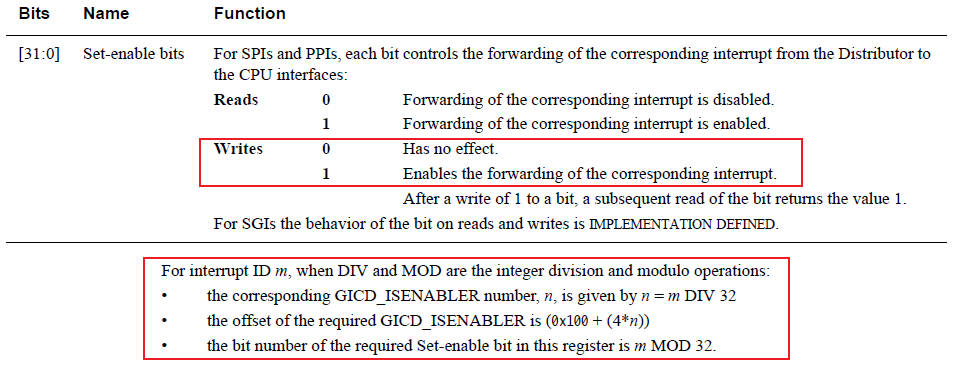 Bits Name Function
[31:0] Set-enable bits For SPIs and PPIs, each bit controls the forwarding of the corresponding interrupt from the Distributor to
the CPU interfaces:
Reads 0 Forwarding of the corresponding interrupt is disabled.
1 Forwarding of the corresponding interrupt is enabled.
Writes 0 Has no effect.
1 Enables the forwarding of the corresponding interrupt.
After a write of 1 to a bit, a subsequent read of the bit returns the value 1.
For SGIs the behavior of the bit on reads and writes is IMPLEMENTATION DEFINED.
For interrupt ID m, when DIV and MOD are the integer division and modulo operations:
• the corresponding GICD_ISENABLER number, n, is given by n = m DIV 32
• the offset of the required GICD_ISENABLER is (0x100 + (4*n))
• the bit number of the required Set-enable bit in this register is m MOD 32.